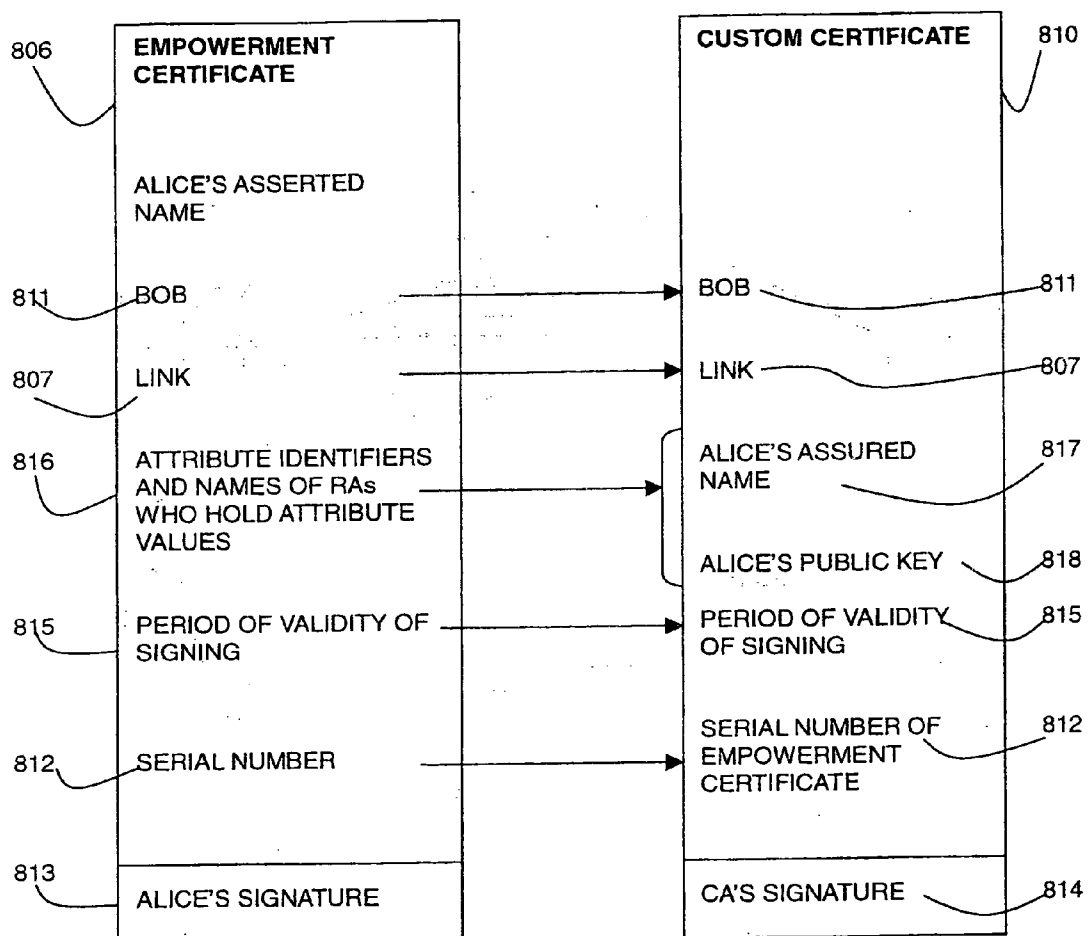 806
EMPOWERMENT
CERTIFICATE
ALICE'S ASSERTED
NAME
811
BOB
807
LINK
816
ATTRIBUTE IDENTIFIERS
AND NAMES OF RAs
WHO HOLD ATTRIBUTE
VALUES
815
PERIOD OF VALIDITY OF
SIGNING
812
SERIAL NUMBER
813
ALICE'S SIGNATURE
CUSTOM CERTIFICATE
810
BOB
811
LINK
807
ALICE'S ASSURED
NAME
817
ALICE'S PUBLIC KEY
818
PERIOD OF VALIDITY
OF SIGNING
815
SERIAL NUMBER OF
EMPOWERMENT
CERTIFICATE
812
CA'S SIGNATURE
814